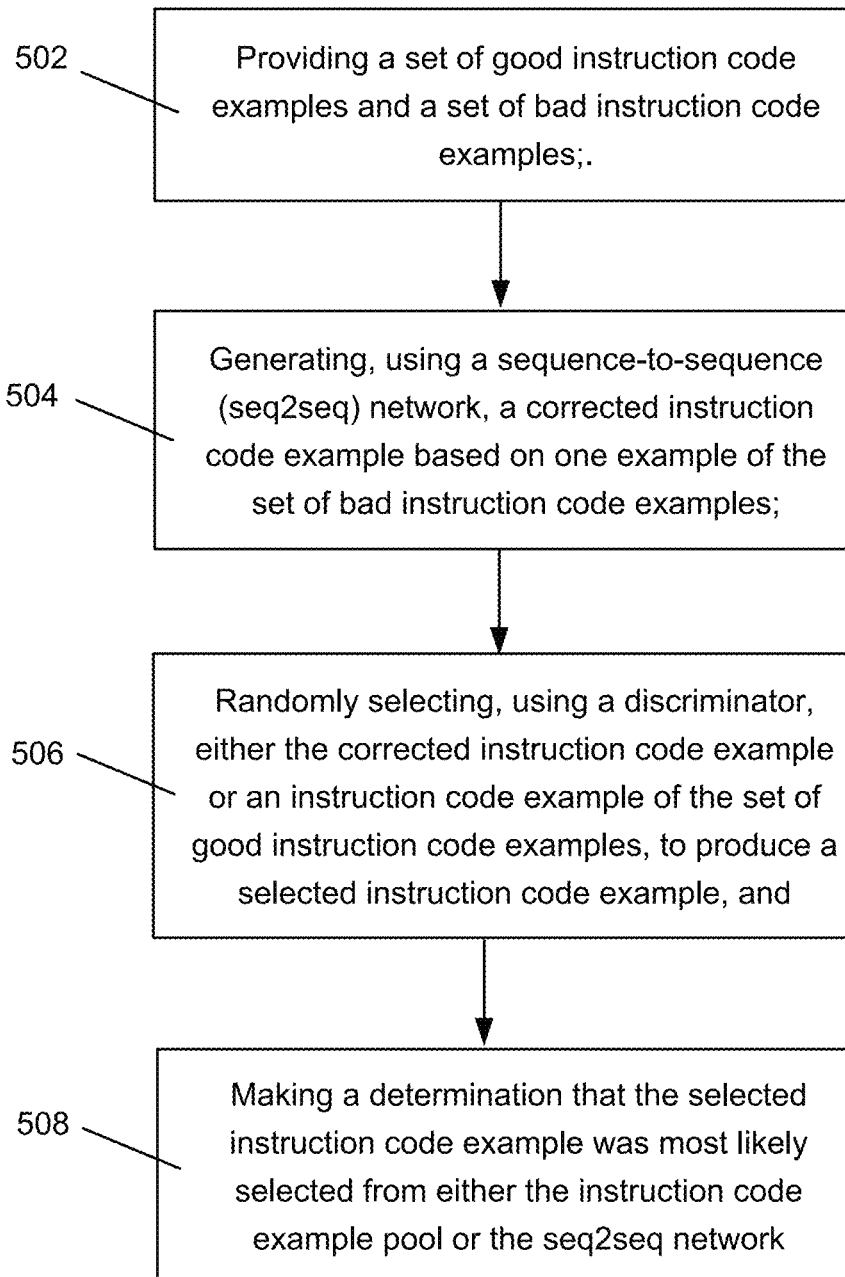 502
Providing a set of good instruction code
examples and a set of bad instruction code
examples;.
504
Generating, using a sequence-to-sequence
(seq2seq) network, a corrected instruction
code example based on one example of the
set of bad instruction code examples;
506
Randomly selecting, using a discriminator,
either the corrected instruction code example
or an instruction code example of the set of
good instruction code examples, to produce a
selected instruction code example, and
508
Making a determination that the selected
instruction code example was most likely
selected from either the instruction code
example pool or the seq2seq network